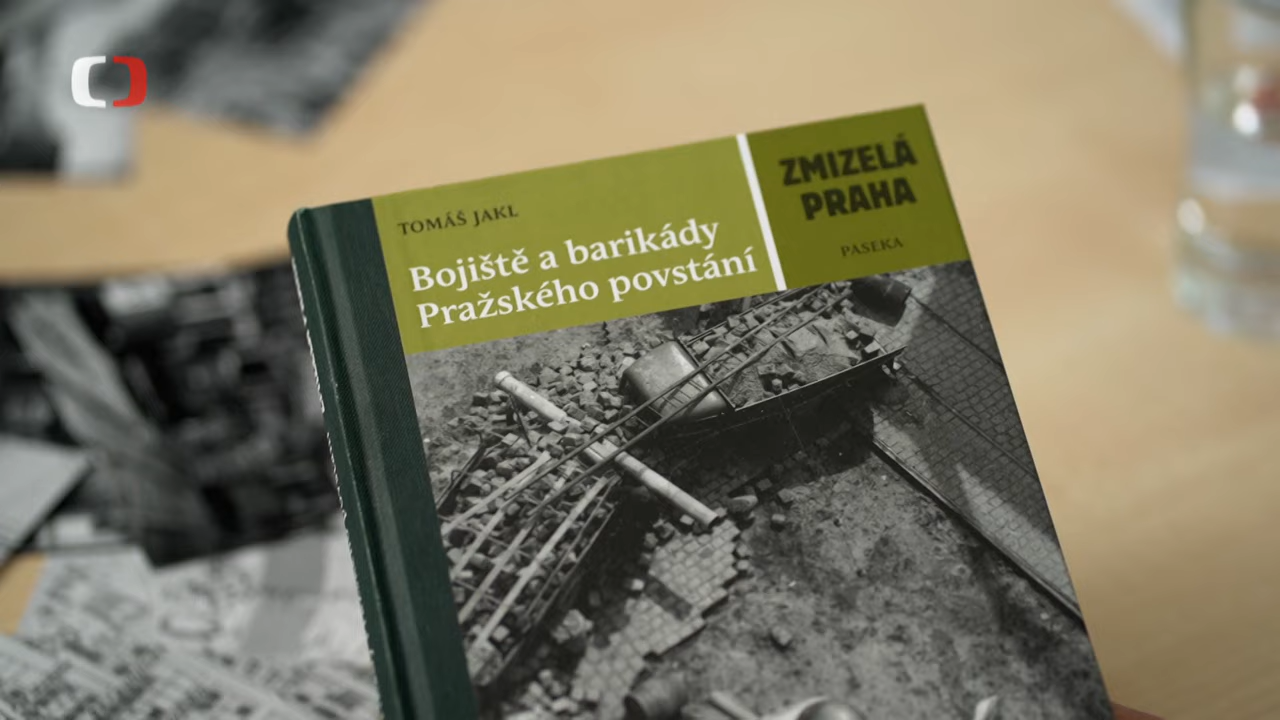 TOMÁŠ JAKL
Bojiště a barikády
Pražského povstání
ZMIZELÁ
PRAHA
PASEKA